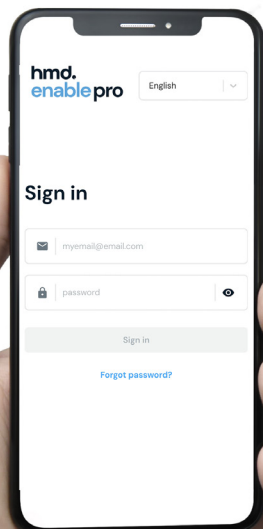 hmd.
enable pro
English
Sign in
myemail@email.com
password
Sign in
Forgot password?